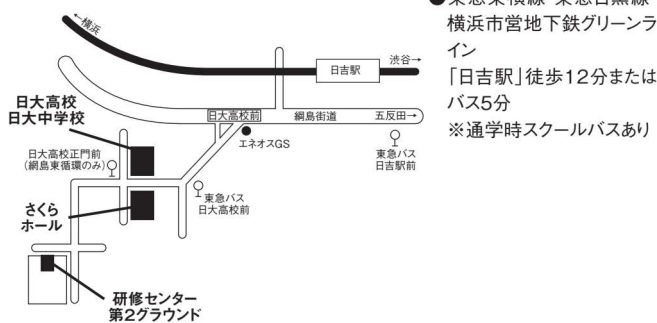 ●東急東横線・東急目黒線・
横浜市営地下鉄グリーンラ
イン
「日吉駅」徒歩12分または
バス5分
※通学時スクールバスあり
←横浜
渋谷→
日吉駅
日大高校
日大中学校
日大高校前
綱島街道
五反田→
エネオスGS
日大高校正門前
(綱島東循環のみ)
東急バス
日吉駅前
東急バス
日大高校前
さくら
ホール
研修センター
第2グラウンド